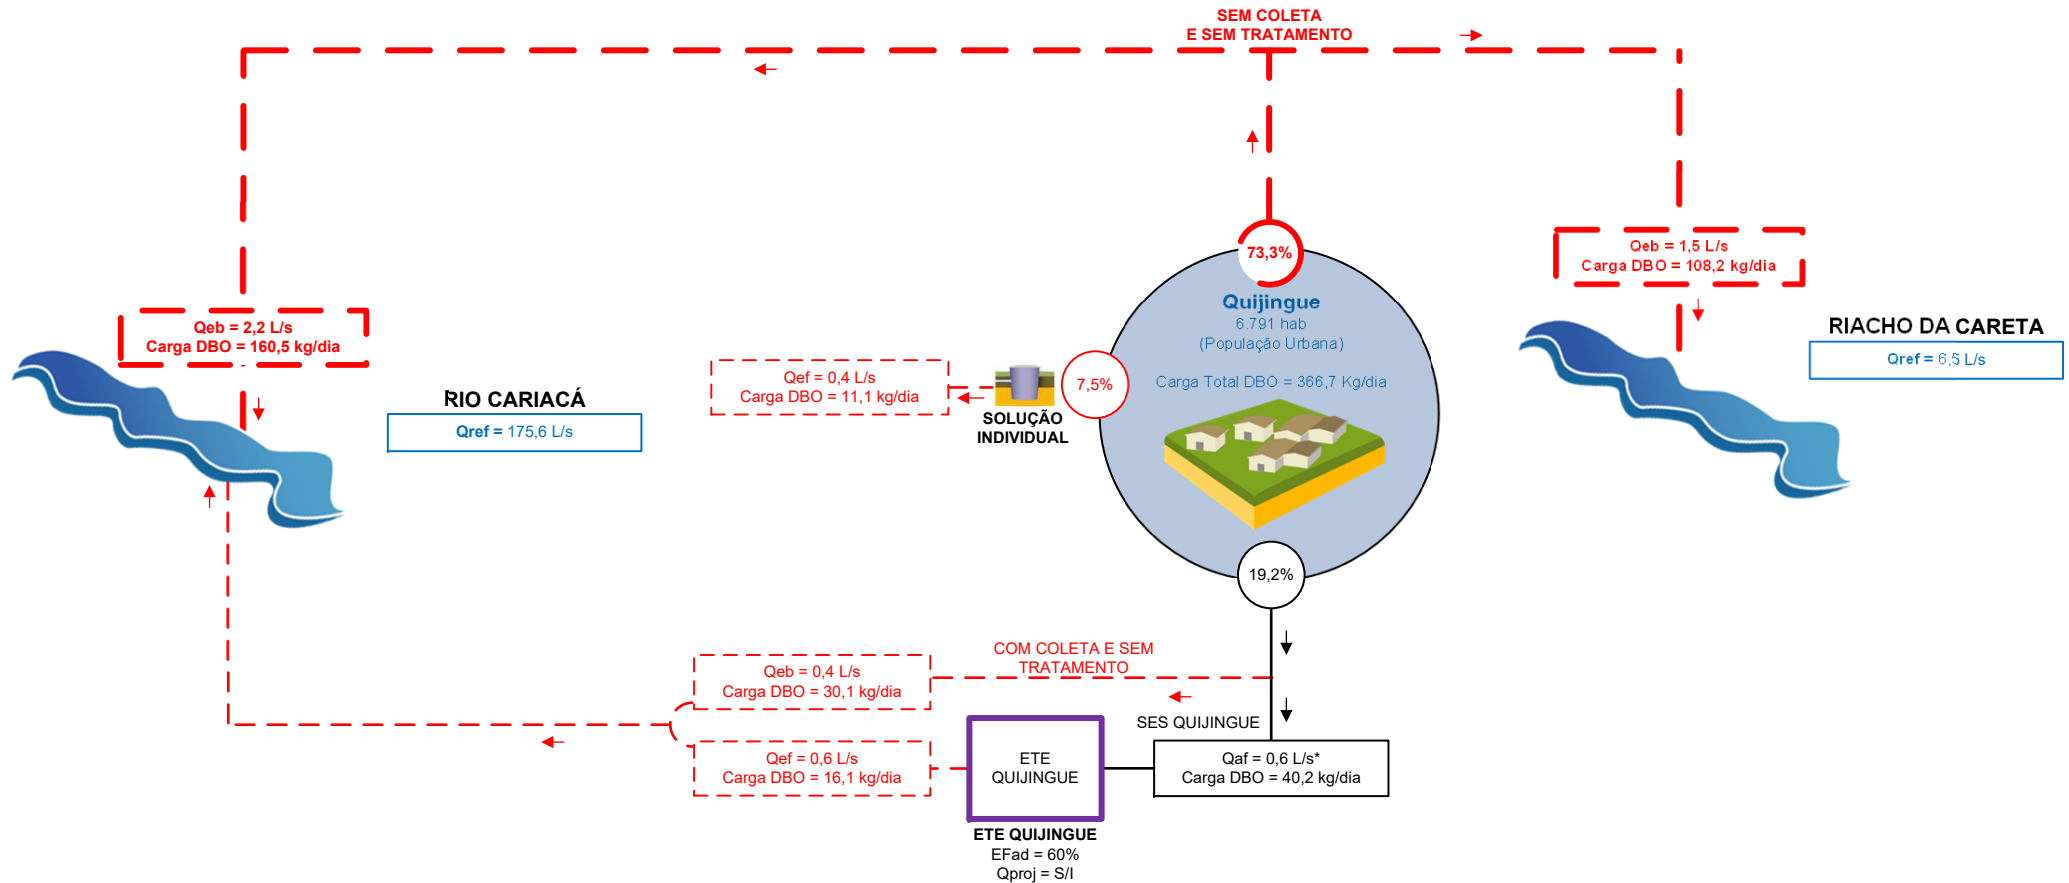 SEM COLETA
E SEM TRATAMENTO
73,3%
Quijingue
6.791 hab
(População Urbana)
Carga Total DBO = 366,7 Kg/dia
Qeb = 1,5 L/s
Carga DBO = 108,2 kg/dia
RIACHO DA CARETA
Qref = 6,5 L/s
Qeb = 2,2 L/s
Carga DBO = 160,5 kg/dia
RIO CARIACÁ
Qref = 175,6 L/s
Qef = 0,4 L/s
Carga DBO = 11,1 kg/dia
SOLUÇÃO
INDIVIDUAL
7,5%
19,2%
COM COLETA E SEM
TRATAMENTO
Qeb = 0,4 L/s
Carga DBO = 30,1 kg/dia
SES QUIJINGUE
Qef = 0,6 L/s
Carga DBO = 16,1 kg/dia
ETE
QUIJINGUE
Qaf = 0,6 L/s*
Carga DBO = 40,2 kg/dia
ETE QUIJINGUE
EFad = 60%
Qproj = S/I